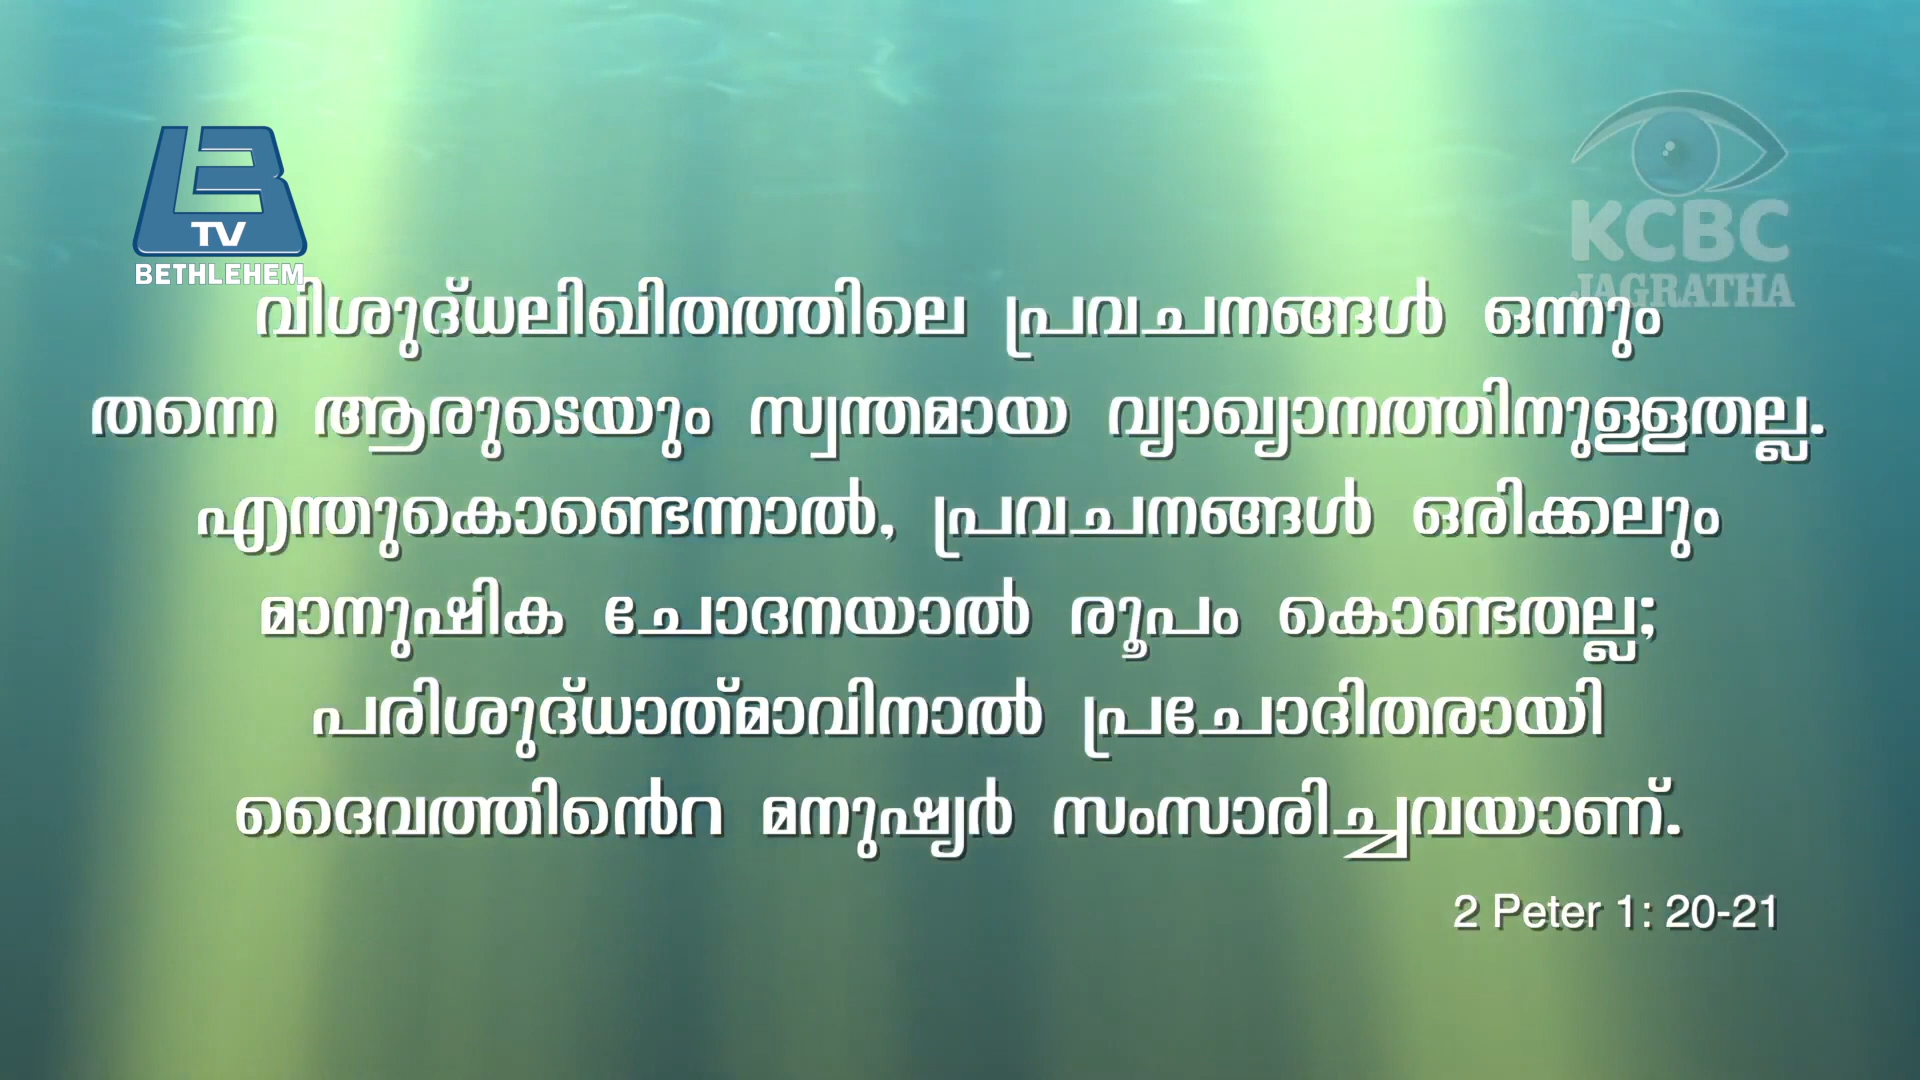 TV
BETHLEHEM
KCBC
JAGRATHA
വിശുദ്ധലിഖിതത്തിലെ പ്രവചനങ്ങൾ ഒന്നും
തന്നെ ആരുടെയും സ്വന്തമായ വ്യാഖ്യാനത്തിനുള്ളതല്ല.
എന്തുകൊണ്ടെന്നാൽ, പ്രവചനങ്ങൾ ഒരിക്കലും
മാനുഷിക ചോദനയാൽ രൂപം കൊണ്ടതല്ല;
പരിശുദ്ധാത്മാവിനാൽ പ്രചോദിതരായി
ദൈവത്തിൻെറ മനുഷ്യർ സംസാരിച്ചവയാണ്.
2 Peter 1: 20-21